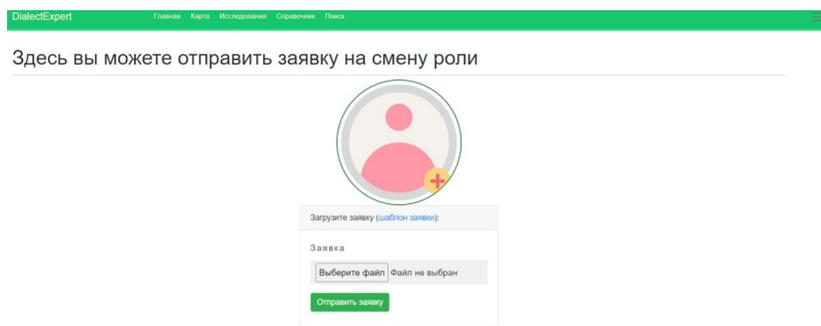 DialectExpert Главная Карта Исследования Справочник Поиск
Здесь вы можете отправить заявку на смену роли
Загрузите заявку (шаблон заявки):
Заявка
Выберите файл Файл не выбран
Отправить заявку